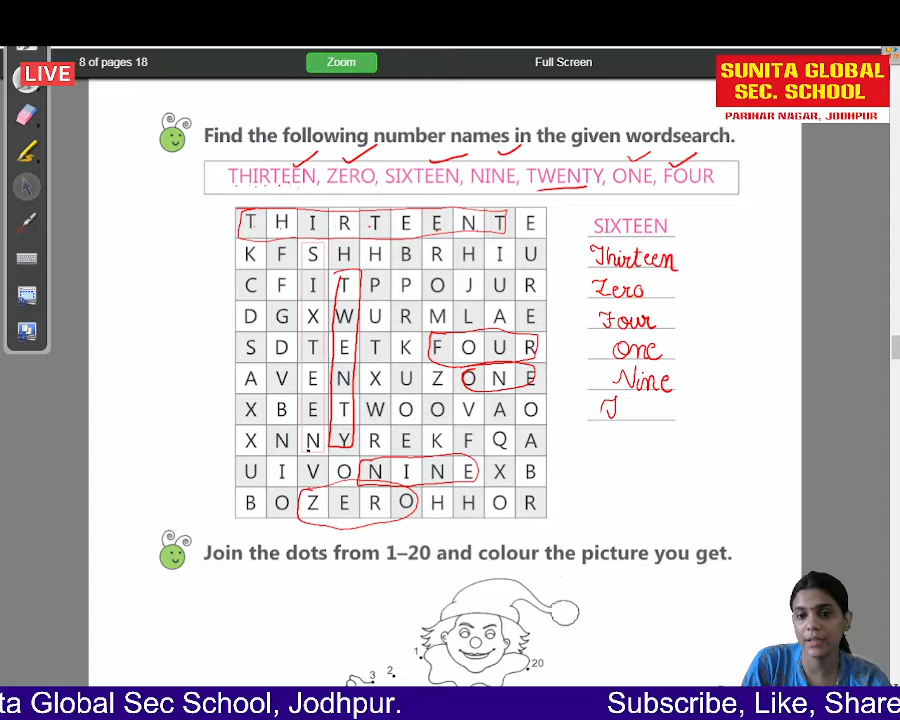 LIVE
8 of pages 18
Zoom
Full Screen
SUNITA GLOBAL
SEC. SCHOOL
PARIHAR NAGAR, JODHPUR
Find the following number names in the given wordsearch.
THIRTEEN, ZERO, SIXTEEN, NINE, TWENTY, ONE, FOUR
T H I R T E E N T E
K F S H H B R H I U
C F I T P P O J U R
D G X W U R M L A E
S D T E T K F O U R
A V E N X U Z O N E
X B E T W O O V A O
X N N Y R E K F Q A
U I V O N I N E X B
B O Z E R O H H O R
SIXTEEN
Thirteen
Zero
Four
One
Nine
T
Join the dots from 1–20 and colour the picture you get.
1
2
3
20
ita Global Sec School, Jodhpur.
Subscribe, Like, Share